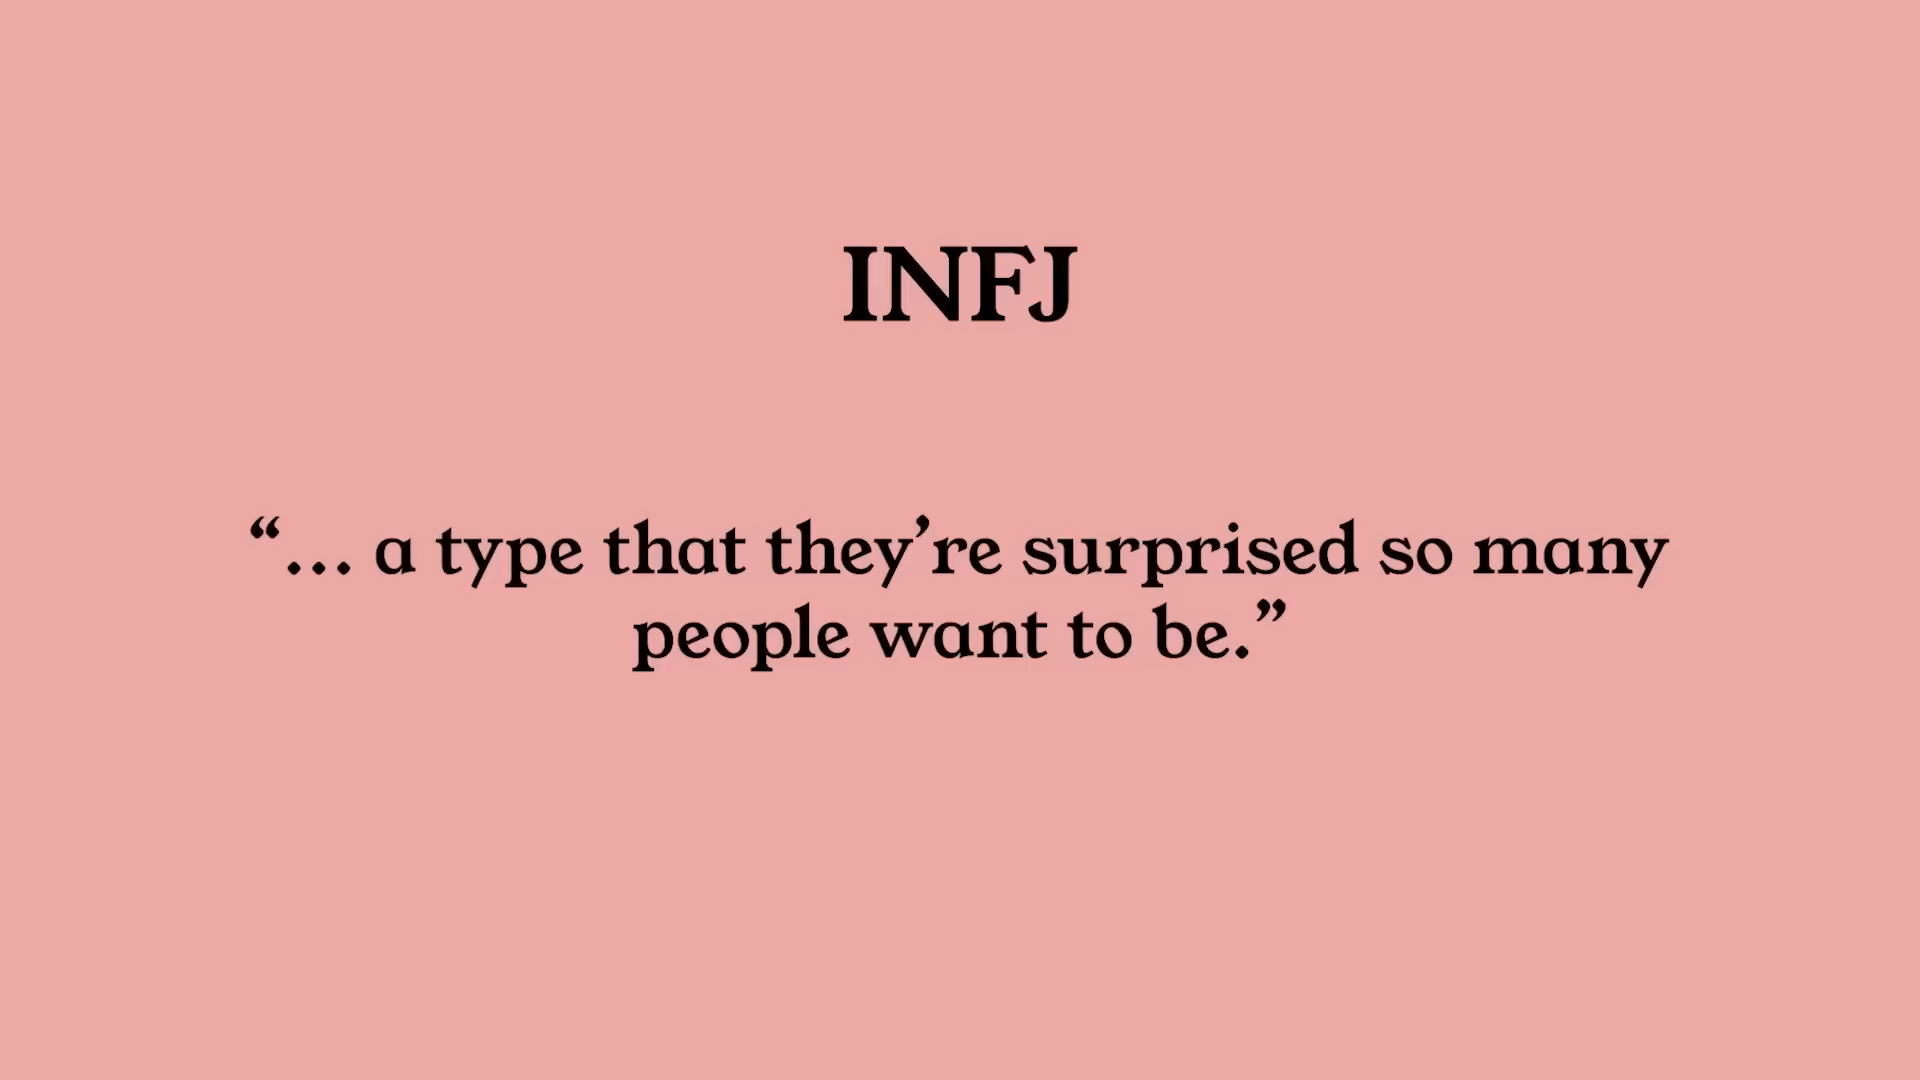 INFJ
“… a type that they’re surprised so many
people want to be.”